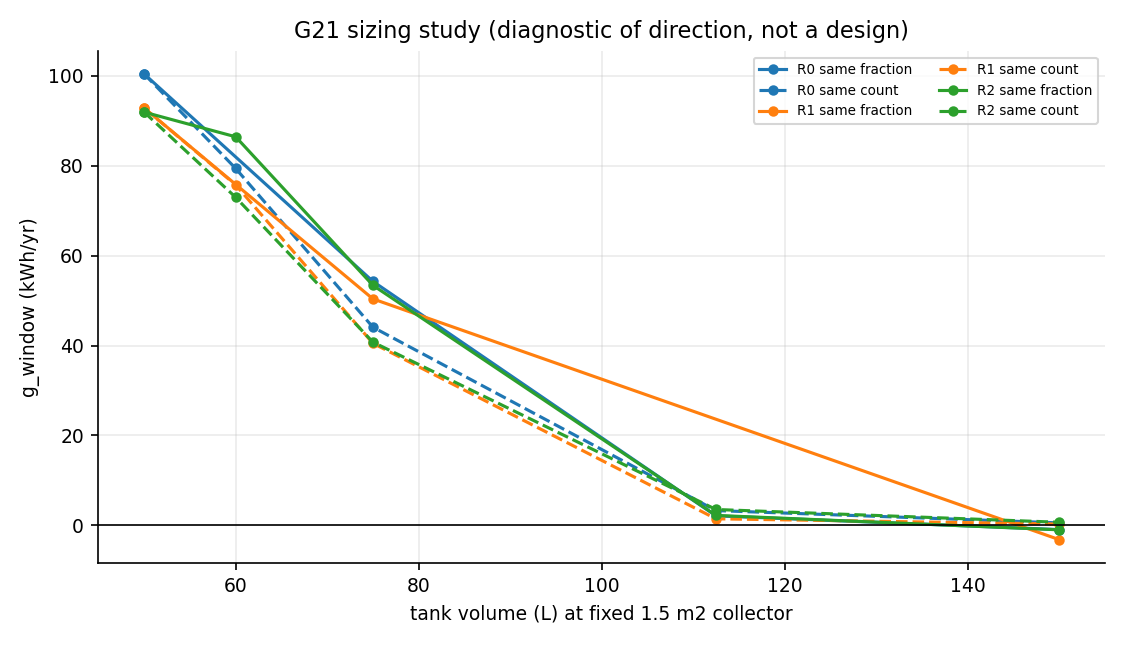 G21 sizing study (diagnostic of direction, not a design)
R0 same fraction
R0 same count
R1 same fraction
R1 same count
R2 same fraction
R2 same count
g_window (kWh/yr)
100
80
60
40
20
0
60
80
100
120
140
tank volume (L) at fixed 1.5 m2 collector